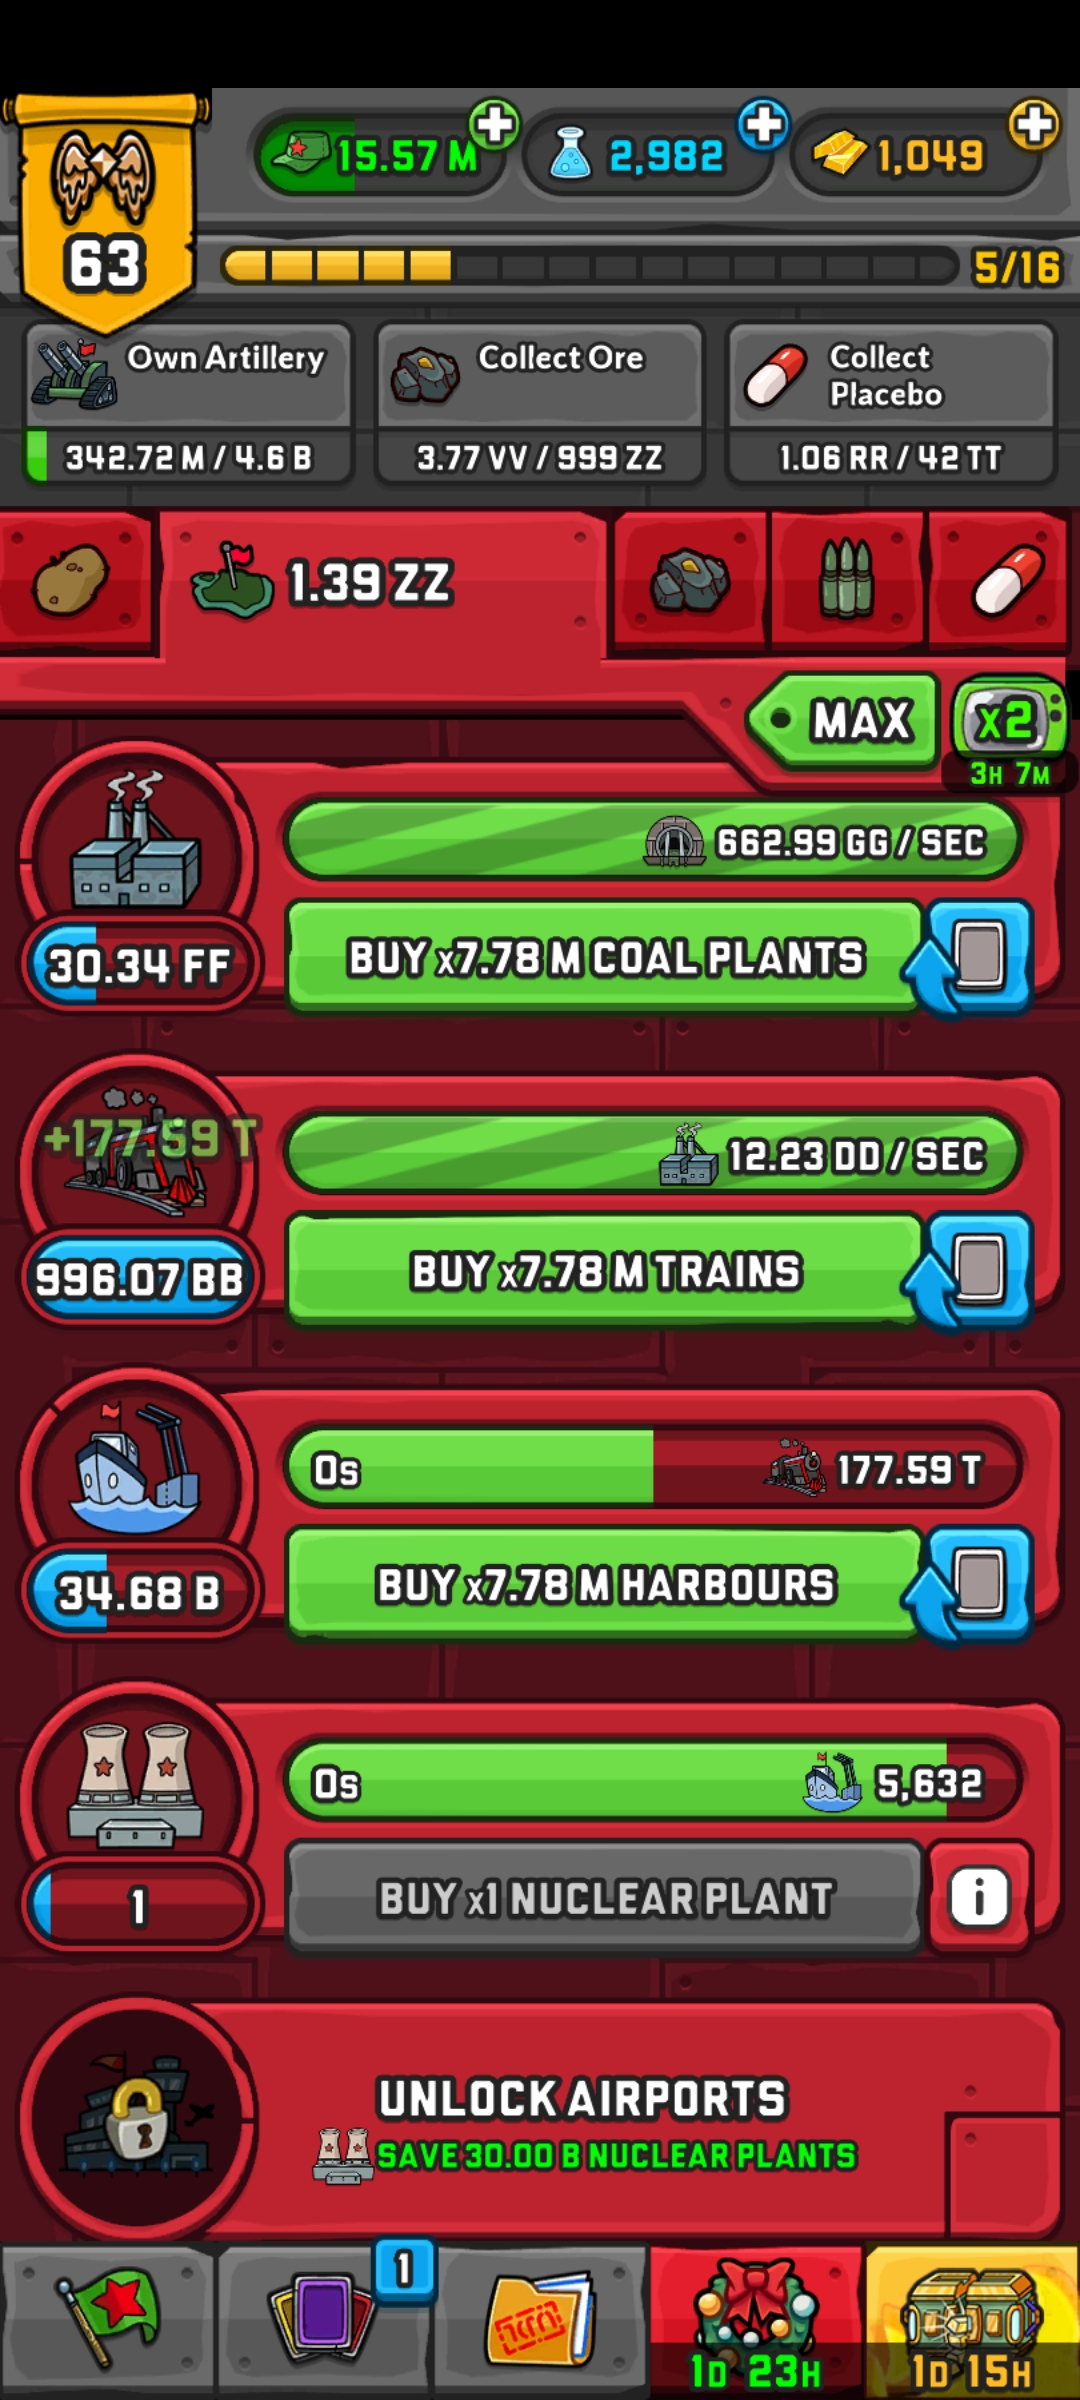 15.57 M
2,982
1,049
63
5/16
Own Artillery
342.72 M / 4.6 B
Collect Ore
3.77 VV / 999 ZZ
Collect
Placebo
1.06 RR / 42 TT
1.39 ZZ
MAX
x2
3H 7M
662.99 GG / SEC
BUY x7.78 M COAL PLANTS
30.34 FF
+177.59 T
12.23 DD / SEC
BUY x7.78 M TRAINS
996.07 BB
0s
177.59 T
BUY x7.78 M HARBOURS
34.68 B
0s
5,632
BUY x1 NUCLEAR PLANT
i
1
UNLOCK AIRPORTS
SAVE 30.00 B NUCLEAR PLANTS
1
1D 23H
1D 15H